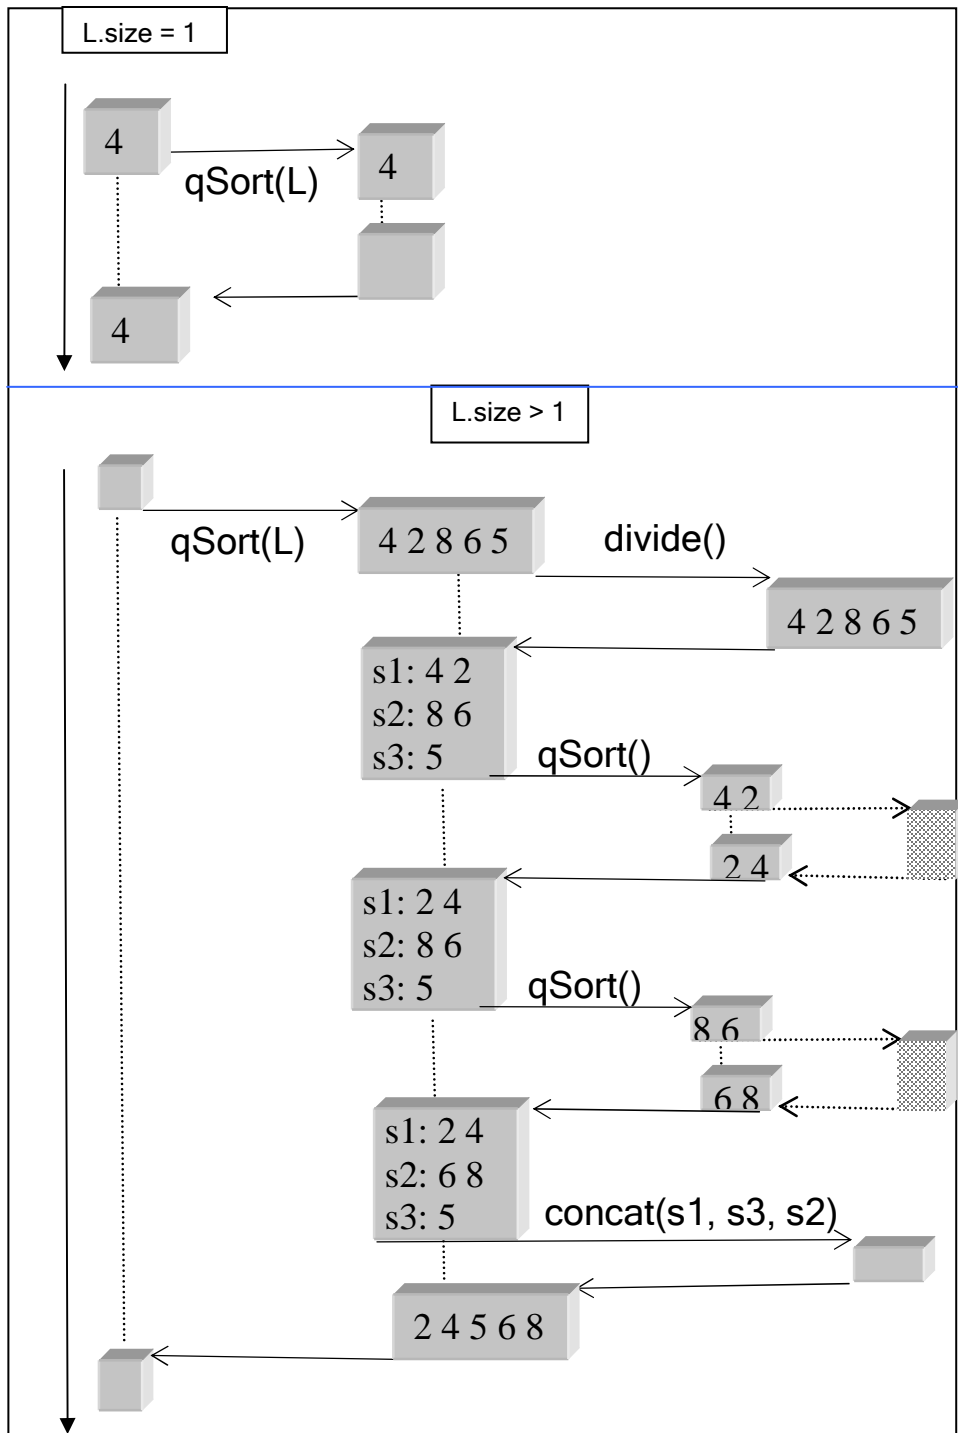 L.size = 1
4
qSort(L)
4
4
L.size > 1
qSort(L)
4 2 8 6 5
divide()
4 2 8 6 5
s1: 4 2
s2: 8 6
s3: 5
qSort()
4 2
2 4
s1: 2 4
s2: 8 6
s3: 5
qSort()
8 6
6 8
s1: 2 4
s2: 6 8
s3: 5
concat(s1, s3, s2)
2 4 5 6 8